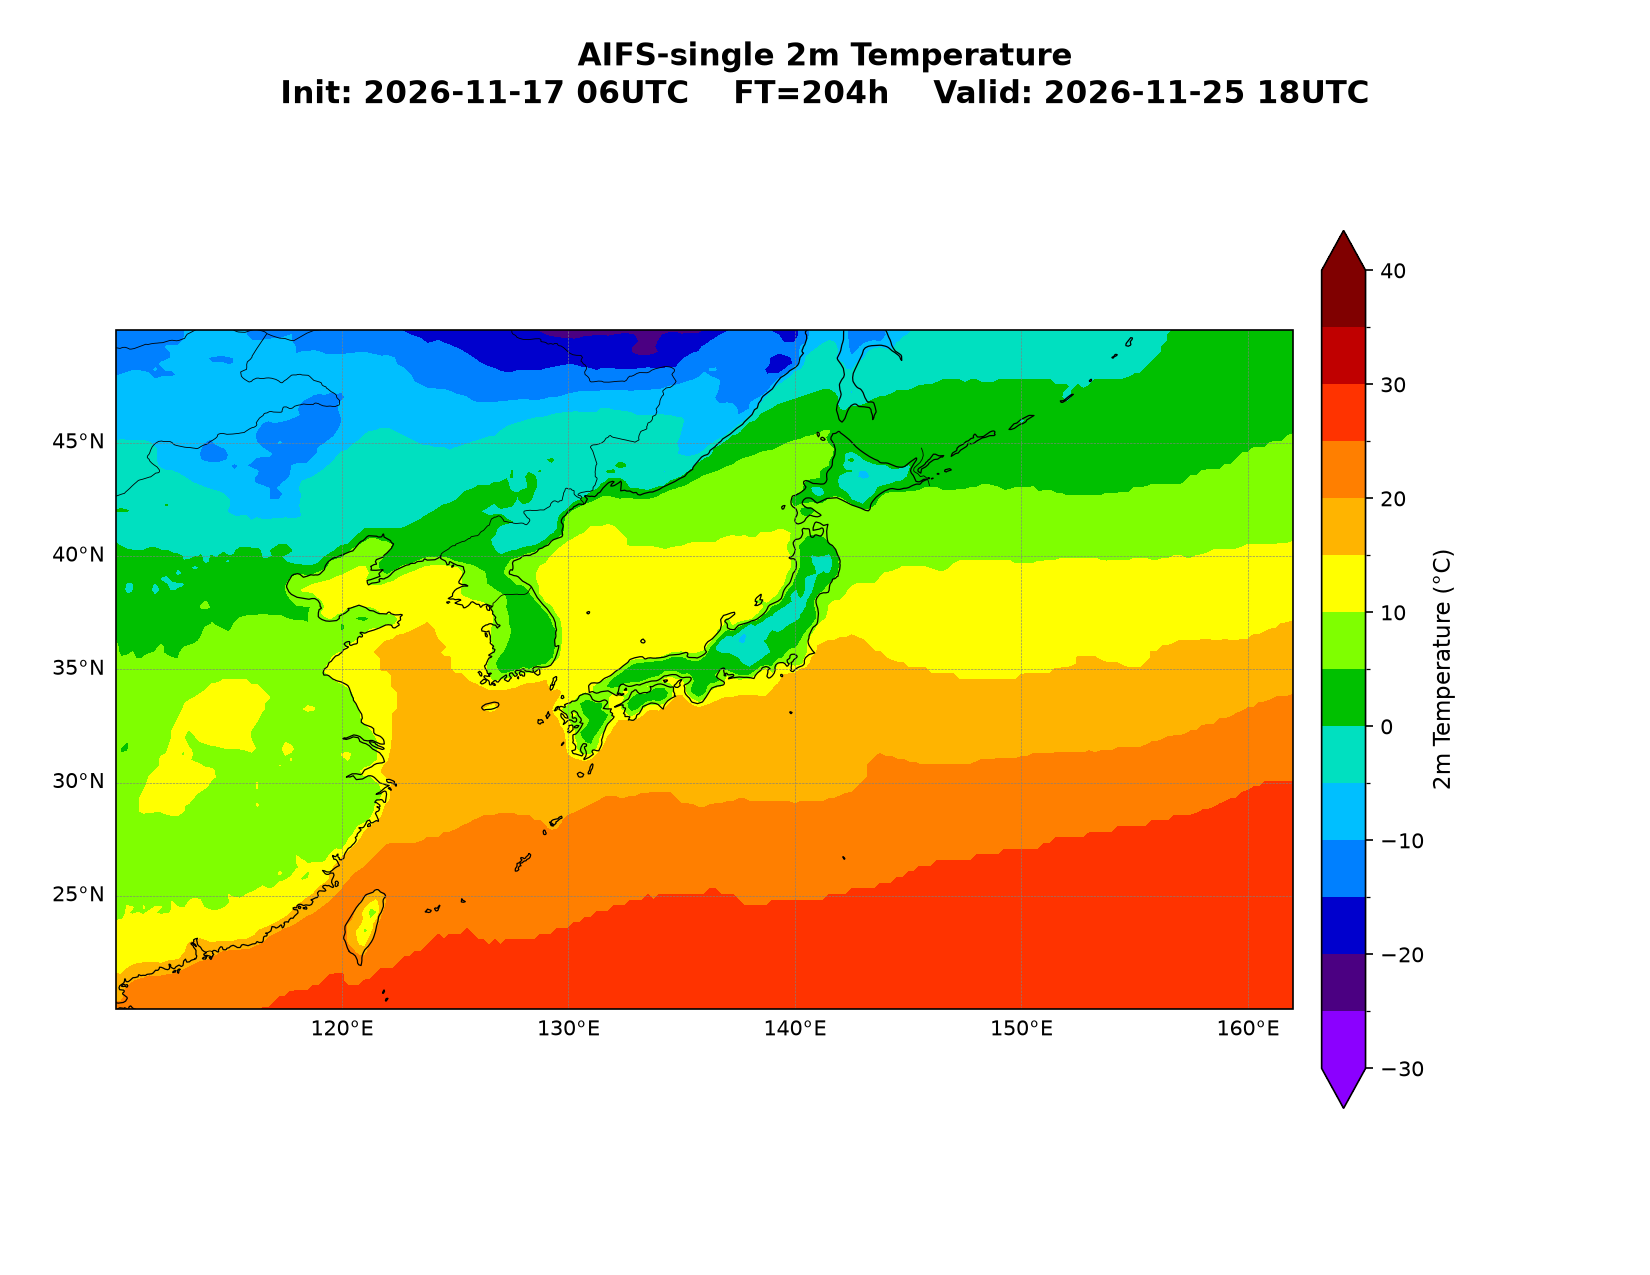 AIFS-single 2m Temperature
Init: 2026-11-17 06UTC    FT=204h    Valid: 2026-11-25 18UTC
45°N
40°N
35°N
30°N
25°N
120°E
130°E
140°E
150°E
160°E
40
30
20
10
0
−10
−20
−30
2m Temperature (°C)